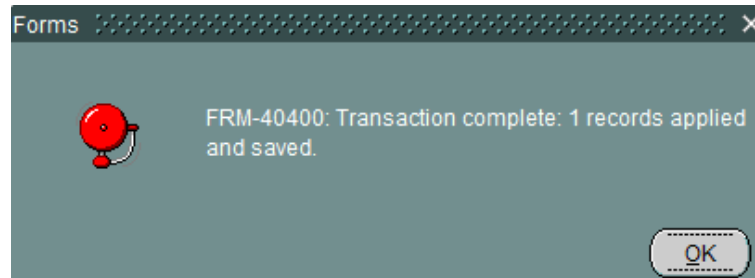 Forms
FRM-40400: Transaction complete: 1 records applied
and saved.
OK